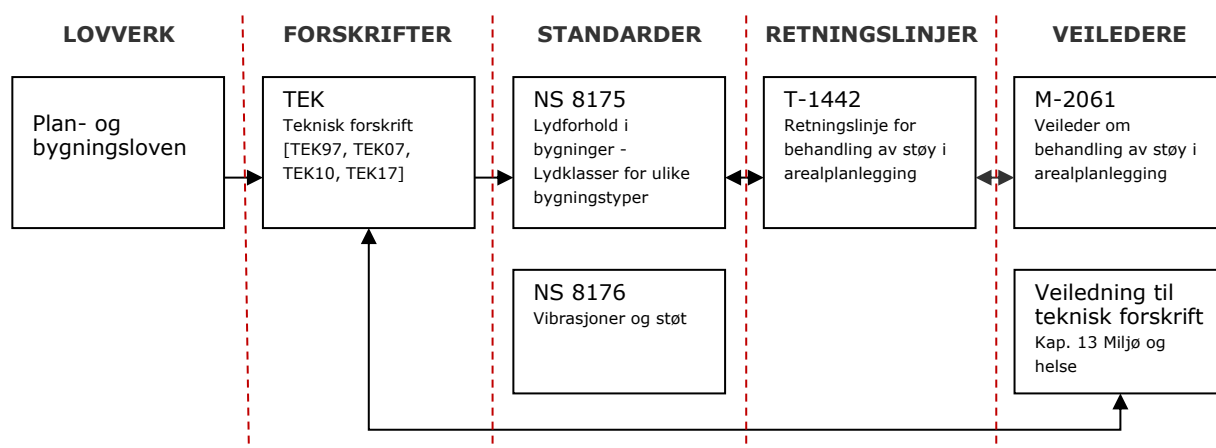 LOVVERK
FORSKRIFTER
STANDARDER
RETNINGSLINJER
VEILEDERE
Plan- og
bygningsloven
TEK
Teknisk forskrift
[TEK97, TEK07,
TEK10, TEK17]
NS 8175
Lydforhold i
bygninger -
Lydklasser for ulike
bygningstyper
T-1442
Retningslinje for
behandling av støy i
arealplanlegging
M-2061
Veileder om
behandling av støy i
arealplanlegging
NS 8176
Vibrasjoner og støt
Veiledning til
teknisk forskrift
Kap. 13 Miljø og
helse